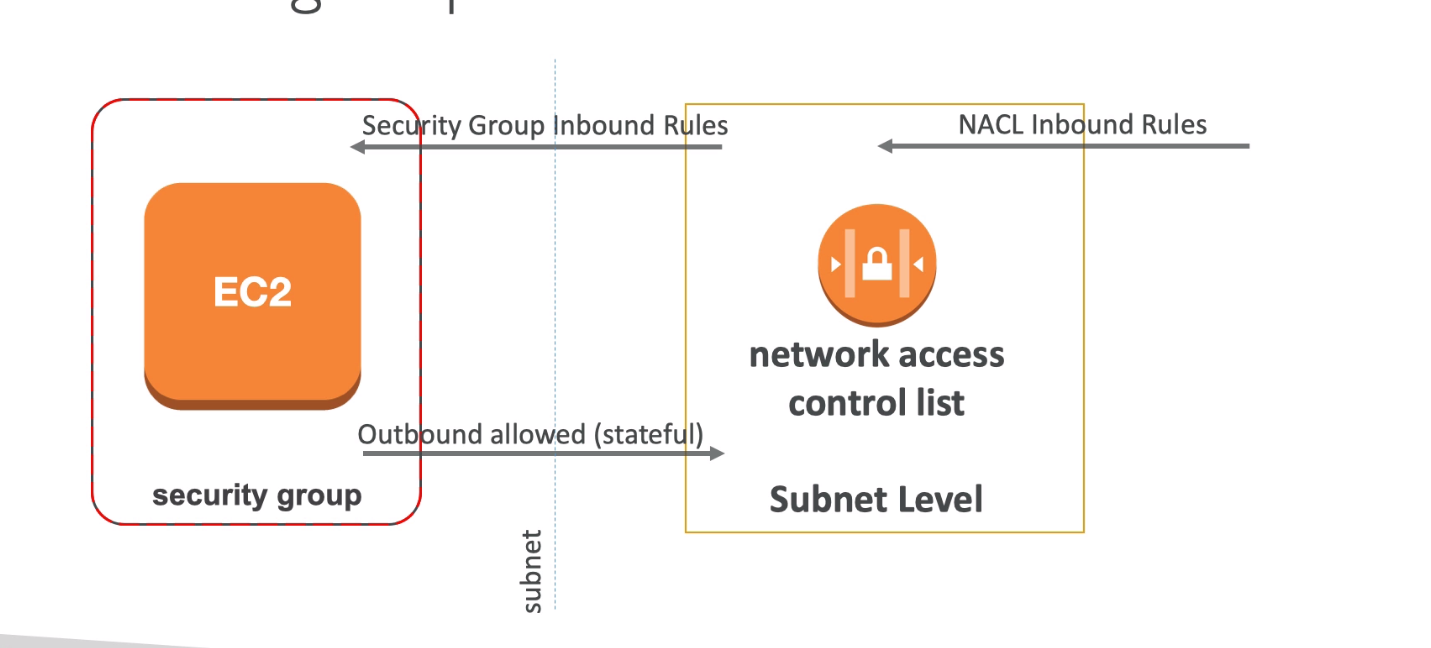 Security Group Inbound Rules
NACL Inbound Rules
EC2
network access
control list
Outbound allowed (stateful)
security group
Subnet Level
subnet